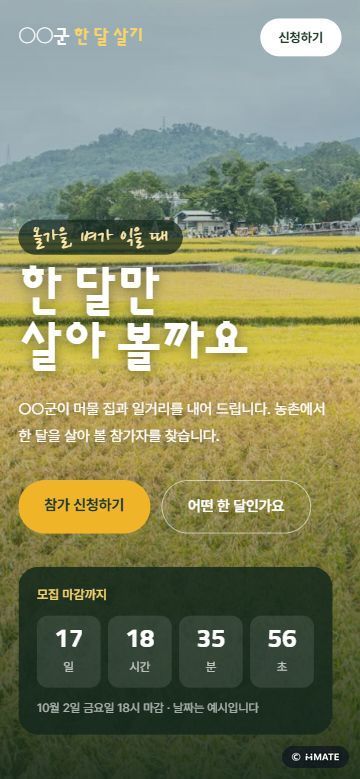 ○○군 한 달 살기
신청하기
올가을, 벼가 익을 때
한 달만
살아 볼까요
○○군이 머물 집과 일거리를 내어 드립니다. 농촌에서
한 달을 살아 볼 참가자를 찾습니다.
참가 신청하기
어떤 한 달인가요
모집 마감까지
17 18 35 56
일 시간 분 초
10월 2일 금요일 18시 마감 · 날짜는 예시입니다
© HMATE